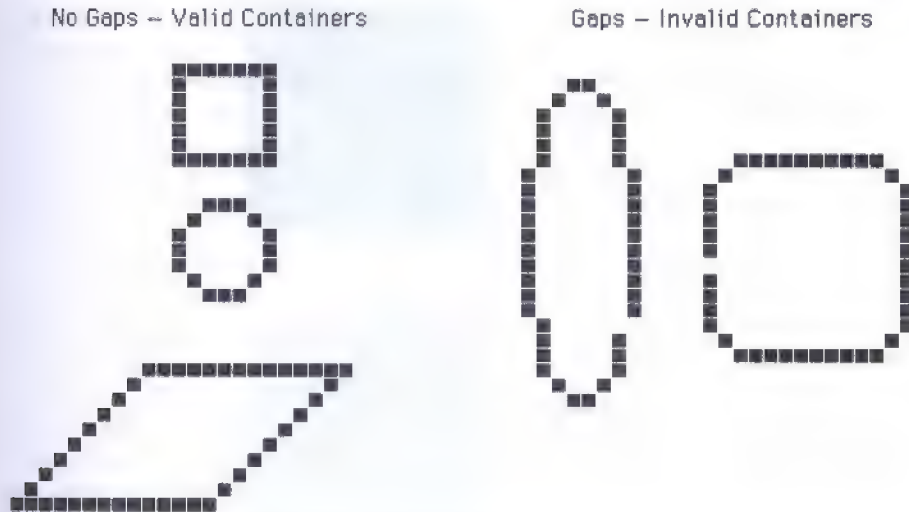 No Gaps – Valid Containers
Gaps – Invalid Containers